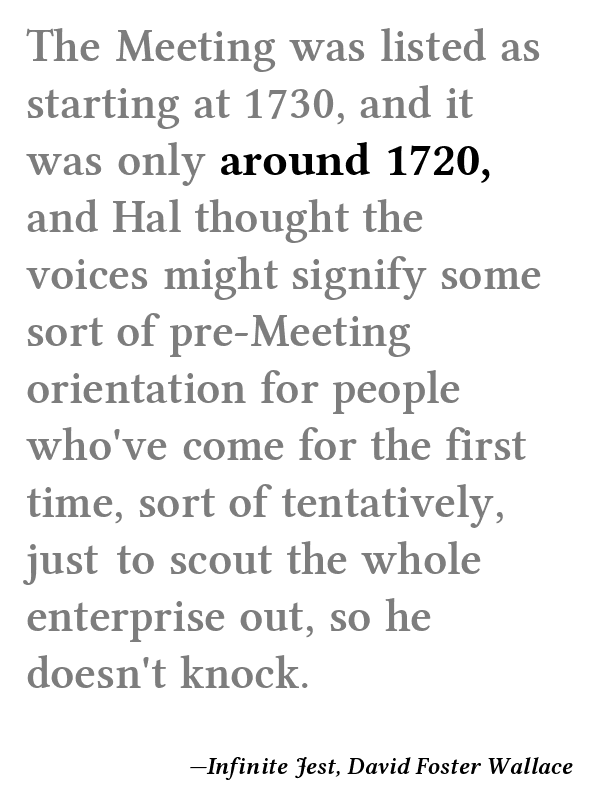 The Meeting was listed as
starting at 1730, and it
was only around 1720,
and Hal thought the
voices might signify some
sort of pre-Meeting
orientation for people
who've come for the first
time, sort of tentatively,
just to scout the whole
enterprise out, so he
doesn't knock.
—Infinite Jest, David Foster Wallace